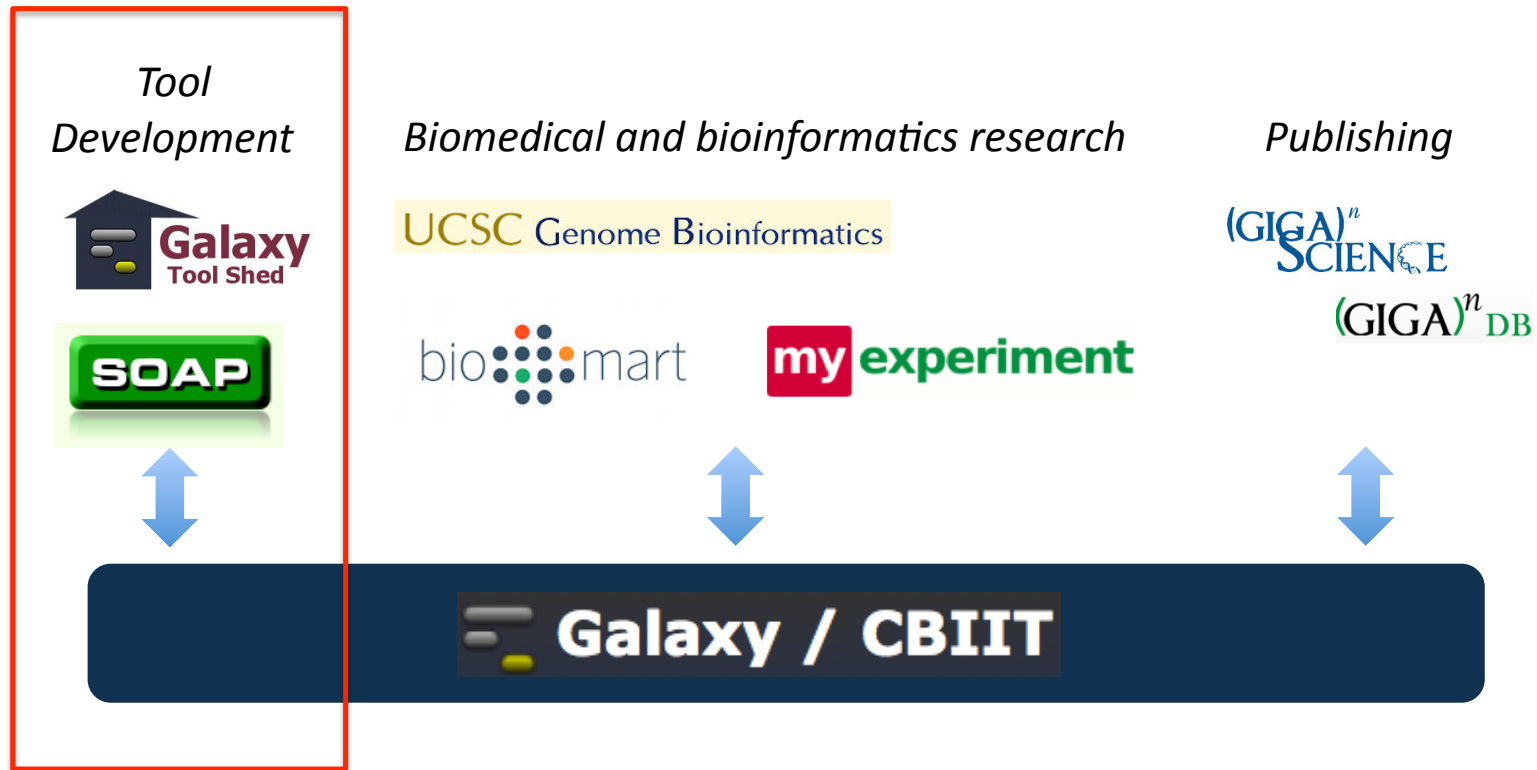 Tool
Development
Biomedical and bioinformatics research
Publishing
Galaxy
Tool Shed
SOAP
UCSC Genome Bioinformatics
biomart
my experiment
(GIGA)ⁿ
SCIENCE
(GIGA)ⁿ DB
Galaxy / CBIIT